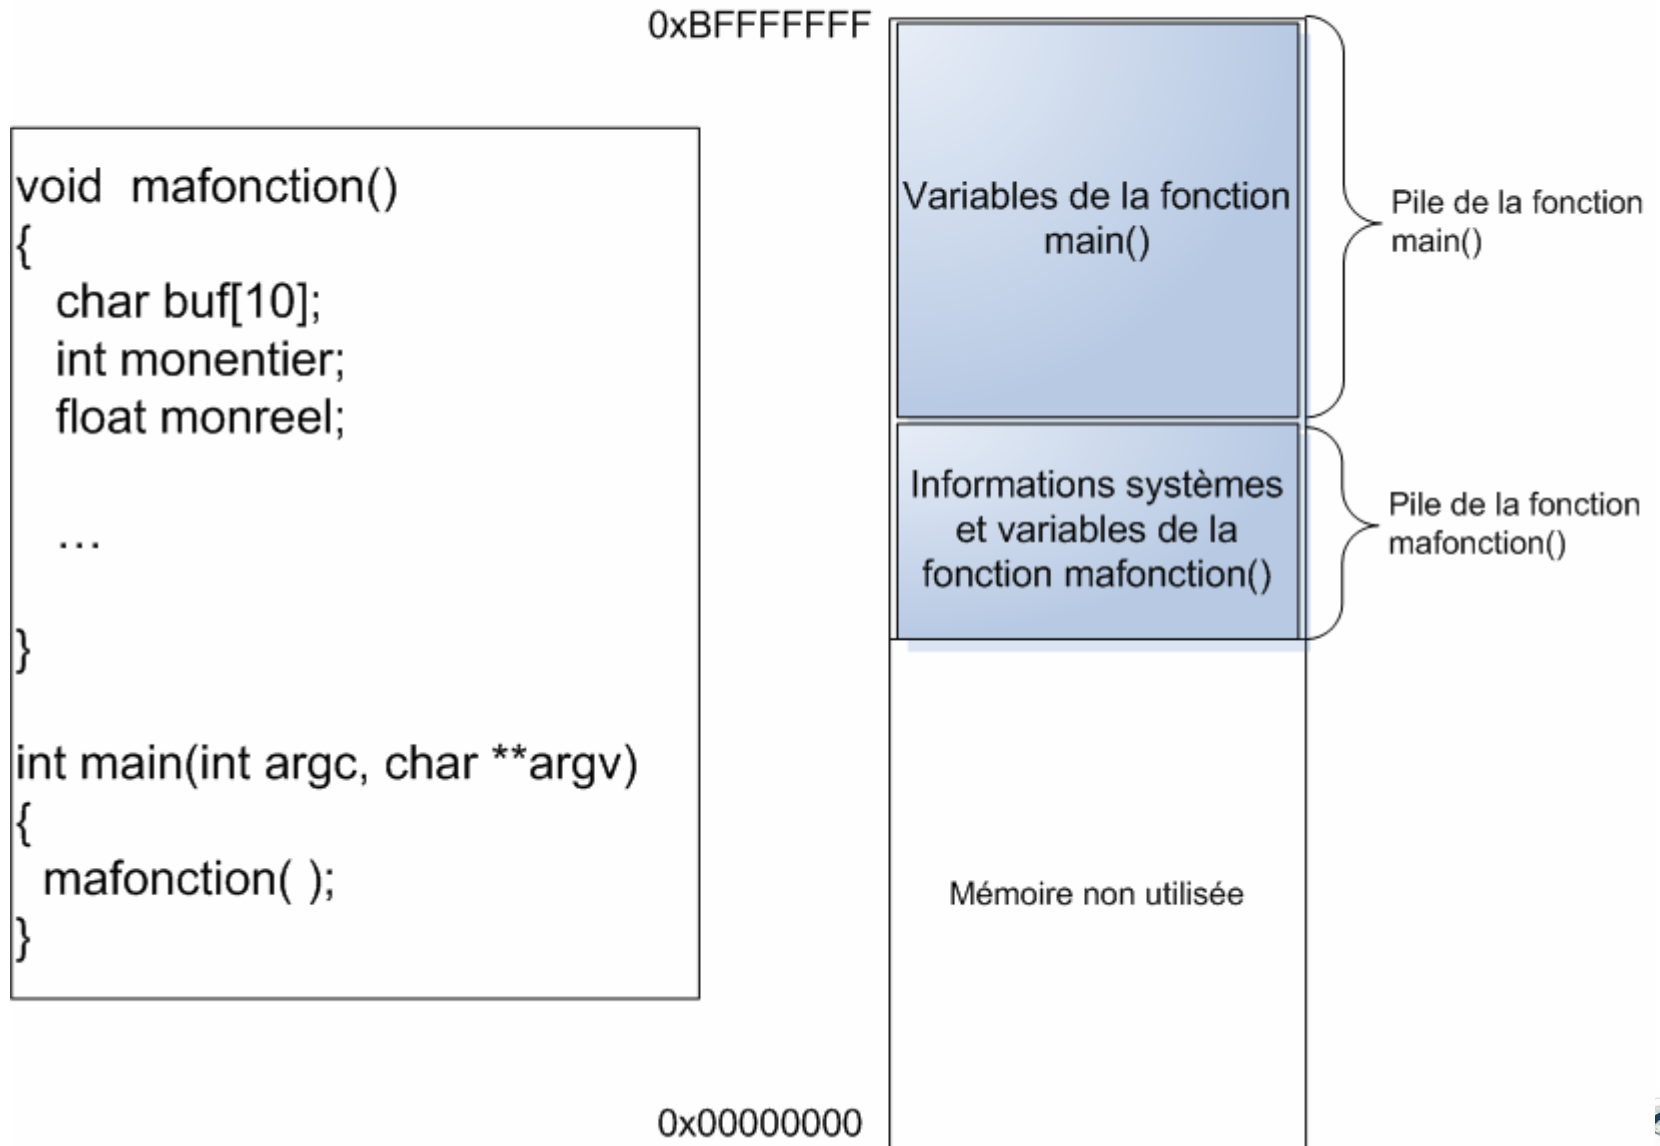 0xBFFFFFFF
void mafonction()
{
char buf[10];
int monentier;
float monreel;
...
}
int main(int argc, char **argv)
{
mafonction( );
}
Variables de la fonction
main()
Pile de la fonction
main()
Informations systèmes
et variables de la
fonction mafonction()
Pile de la fonction
mafonction()
Mémoire non utilisée
0x00000000